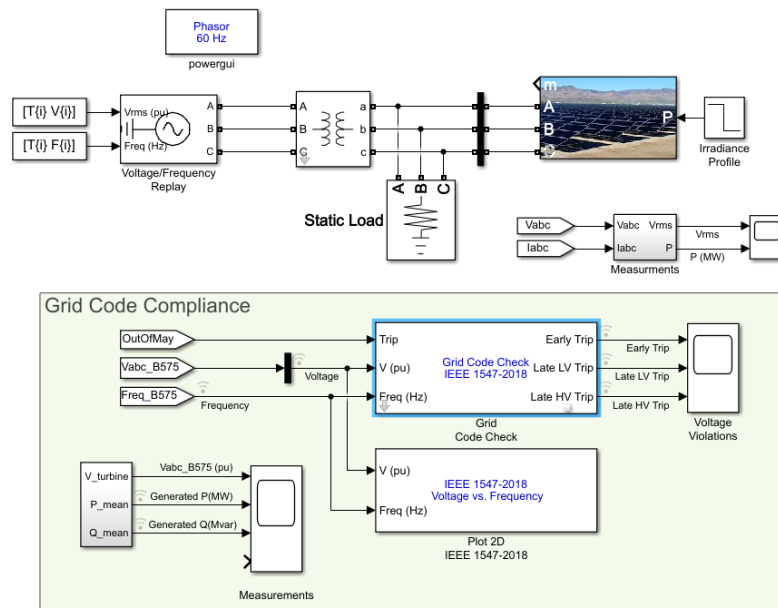 Phasor
60 Hz
powergui
[T{i} V{i}]
[T{i} F{i}]
Vrms (pu)
Freq (Hz)
A
B
C
Voltage/Frequency
Replay
A
B
C
a
b
c
A B C
Static Load
m
A
B
C
P
Irradiance
Profile
Vabc
Iabc
Vabc
Iabc
Vrms
P
Measurments
Vrms
P (MW)
Grid Code Compliance
OutOfMay
Vabc_B575
Freq_B575
Voltage
Frequency
Trip
V (pu)
Freq (Hz)
Grid Code Check
IEEE 1547-2018
Early Trip
Late LV Trip
Late HV Trip
Grid
Code Check
Early Trip
Late LV Trip
Late HV Trip
Voltage
Violations
V (pu)
Freq (Hz)
IEEE 1547-2018
Voltage vs. Frequency
Plot 2D
IEEE 1547-2018
V_turbine
P_mean
Q_mean
Vabc_B575 (pu)
Generated P(MW)
Generated Q(Mvar)
Measurements